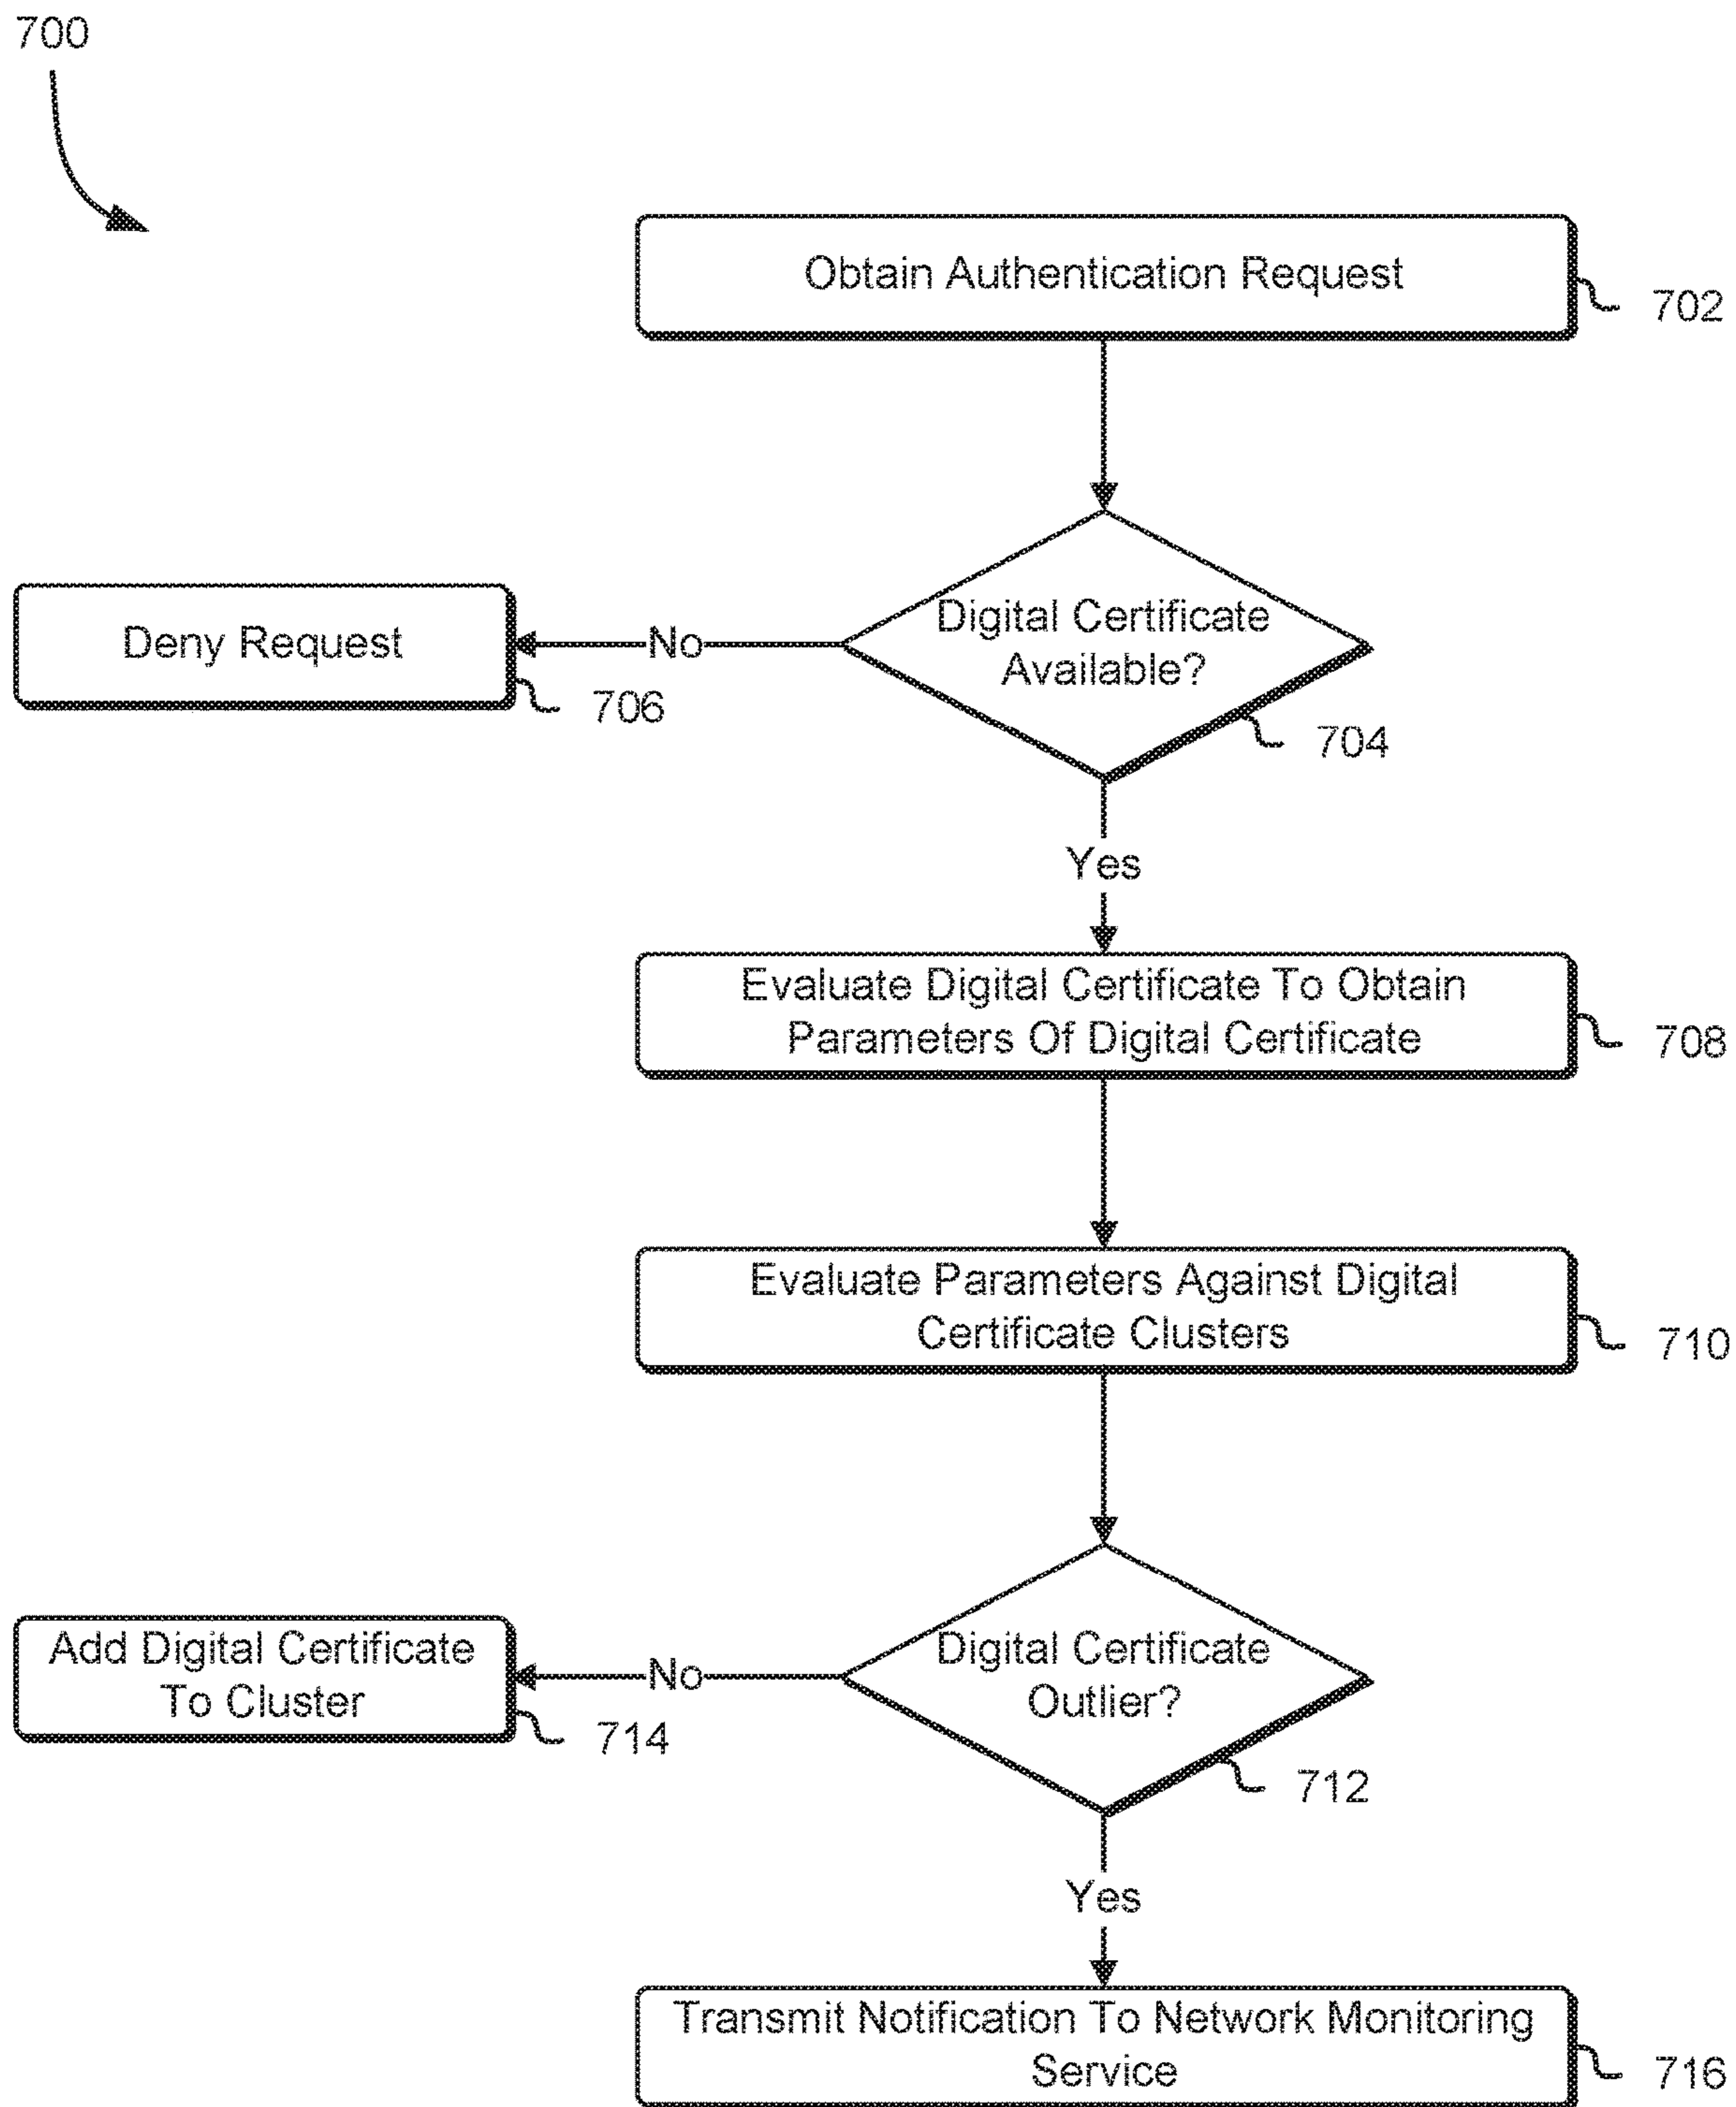 700
Obtain Authentication Request
702
Digital Certificate
Available?
704
No
Deny Request
706
Yes
Evaluate Digital Certificate To Obtain
Parameters Of Digital Certificate
708
Evaluate Parameters Against Digital
Certificate Clusters
710
Digital Certificate
Outlier?
712
No
Add Digital Certificate
To Cluster
714
Yes
Transmit Notification To Network Monitoring
Service
716